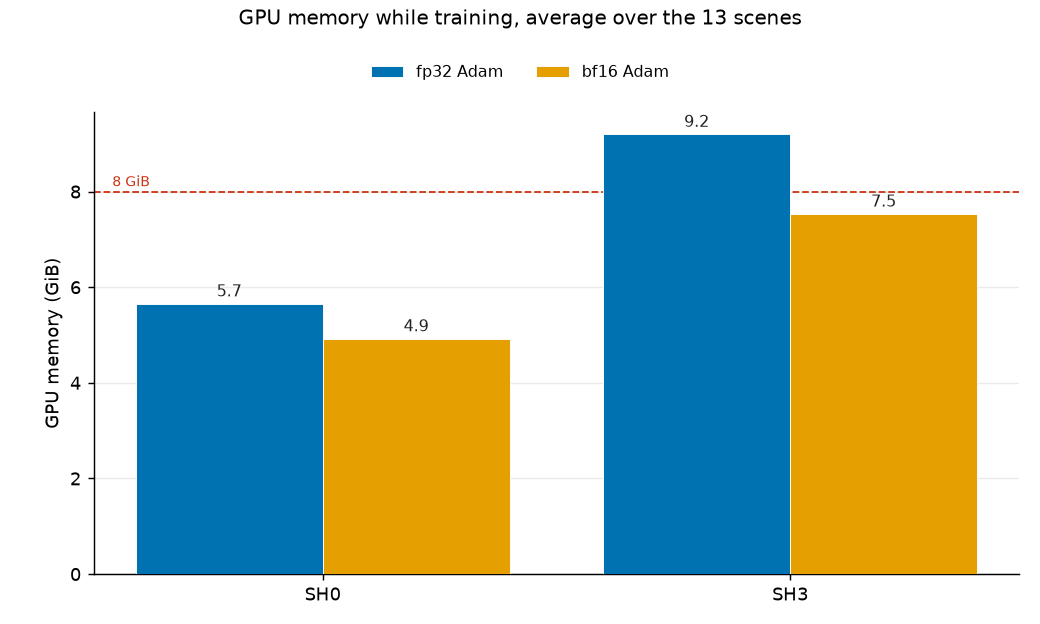 GPU memory while training, average over the 13 scenes
fp32 Adam
bf16 Adam
9.2
8 GiB
8
7.5
6
5.7
4.9
4
2
0
GPU memory (GiB)
SH0
SH3